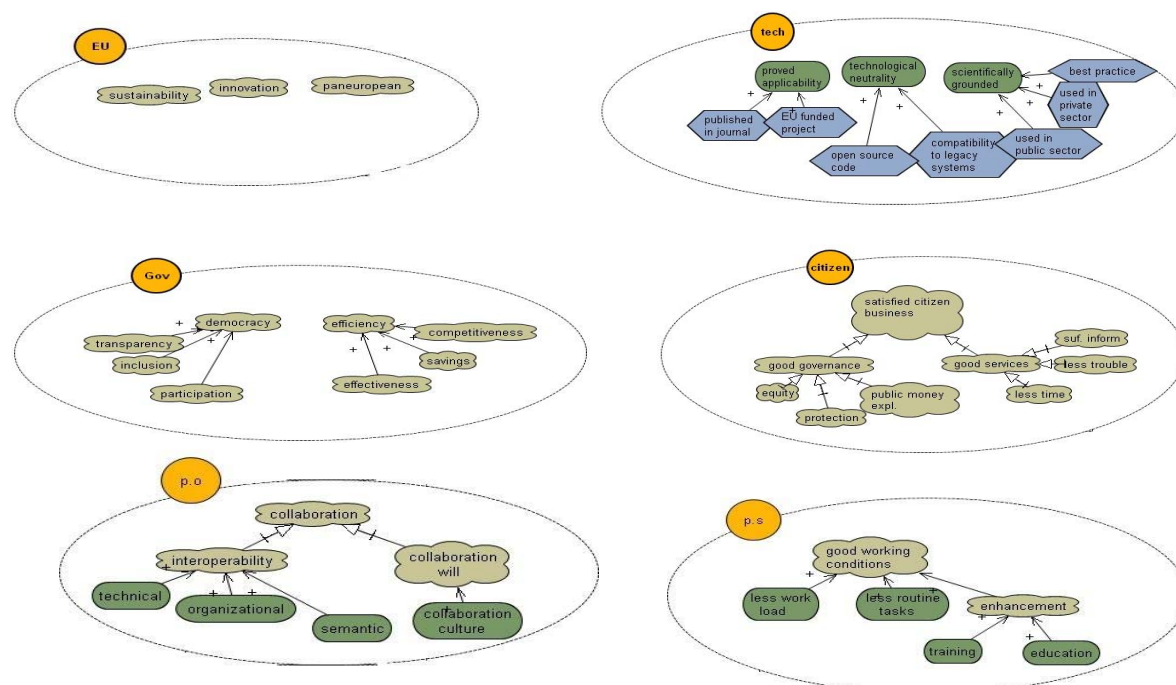 EU
sustainability
innovation
paneuropean
tech
proved
applicability
technological
neutrality
scientifically
grounded
best practice
used in
private
sector
published
in journal
EU funded
project
open source
code
compatibility
to legacy
systems
used in
public sector
+
+
+
+
+
+
+
Gov
democracy
transparency
inclusion
participation
+
+
efficiency
competitiveness
savings
effectiveness
+
+
+
citizen
satisfied citizen
business
good governance
equity
protection
public money
expl.
good services
suf. inform
less trouble
less time
p.o
collaboration
interoperability
collaboration
will
technical
organizational
semantic
collaboration
culture
+
+
+
+
p.s
good working
conditions
less work
load
less routine
tasks
enhancement
training
education
+
+
+
+
+